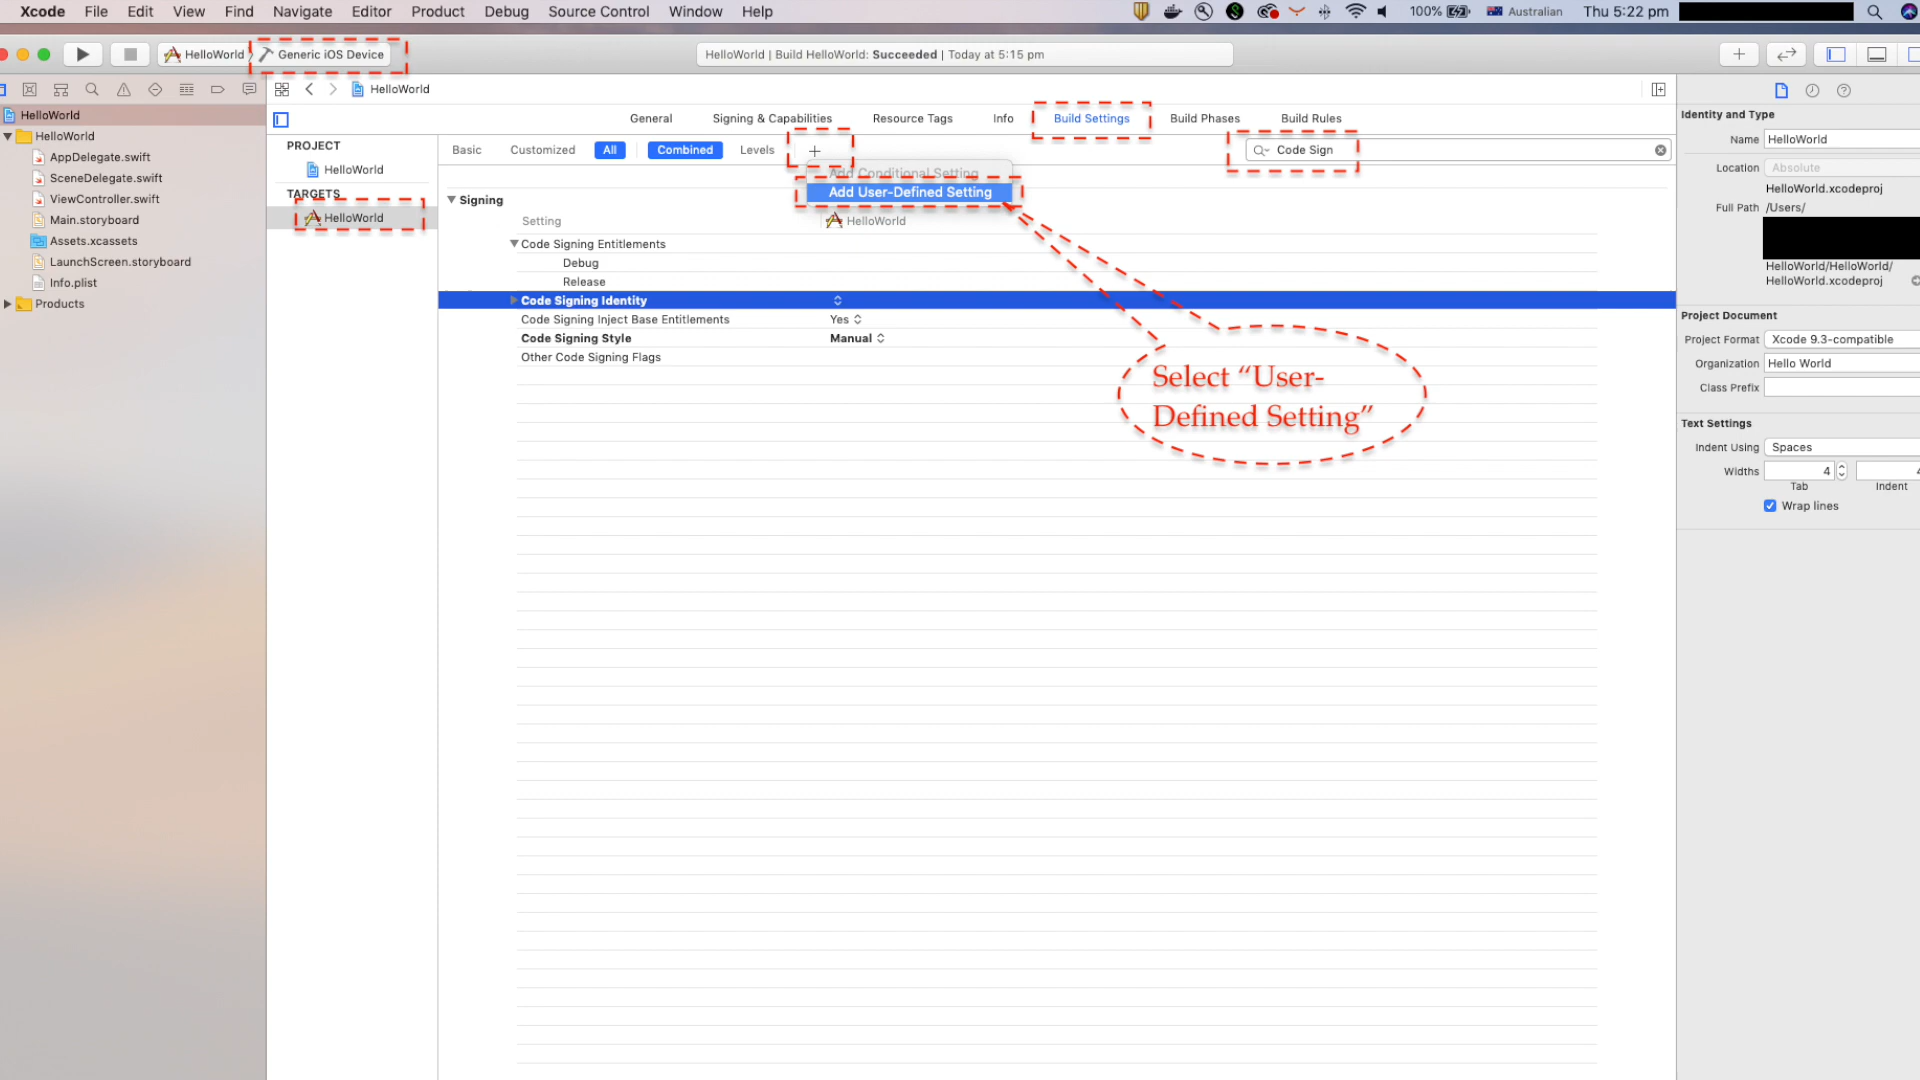 Xcode File Edit View Find Navigate Editor Product Debug Source Control Window Help 100% Australian Thu 5:22 pm
HelloWorld Generic iOS Device HelloWorld | Build HelloWorld: Succeeded | Today at 5:15 pm
HelloWorld
HelloWorld
HelloWorld
AppDelegate.swift
SceneDelegate.swift
ViewController.swift
Main.storyboard
Assets.xcassets
LaunchScreen.storyboard
Info.plist
Products
General Signing & Capabilities Resource Tags Info Build Settings Build Phases Build Rules
PROJECT
HelloWorld
TARGETS
HelloWorld
Basic Customized All Combined Levels + Code Sign
Add Conditional Setting
Add User-Defined Setting
Signing
Setting HelloWorld
Code Signing Entitlements
Debug
Release
Code Signing Identity
Code Signing Inject Base Entitlements Yes
Code Signing Style Manual
Other Code Signing Flags
Select “User-
Defined Setting”
Identity and Type
Name HelloWorld
Location Absolute
HelloWorld.xcodeproj
Full Path /Users/
HelloWorld/HelloWorld/
HelloWorld.xcodeproj
Project Document
Project Format Xcode 9.3-compatible
Organization Hello World
Class Prefix
Text Settings
Indent Using Spaces
Widths 4 4
Tab Indent
Wrap lines